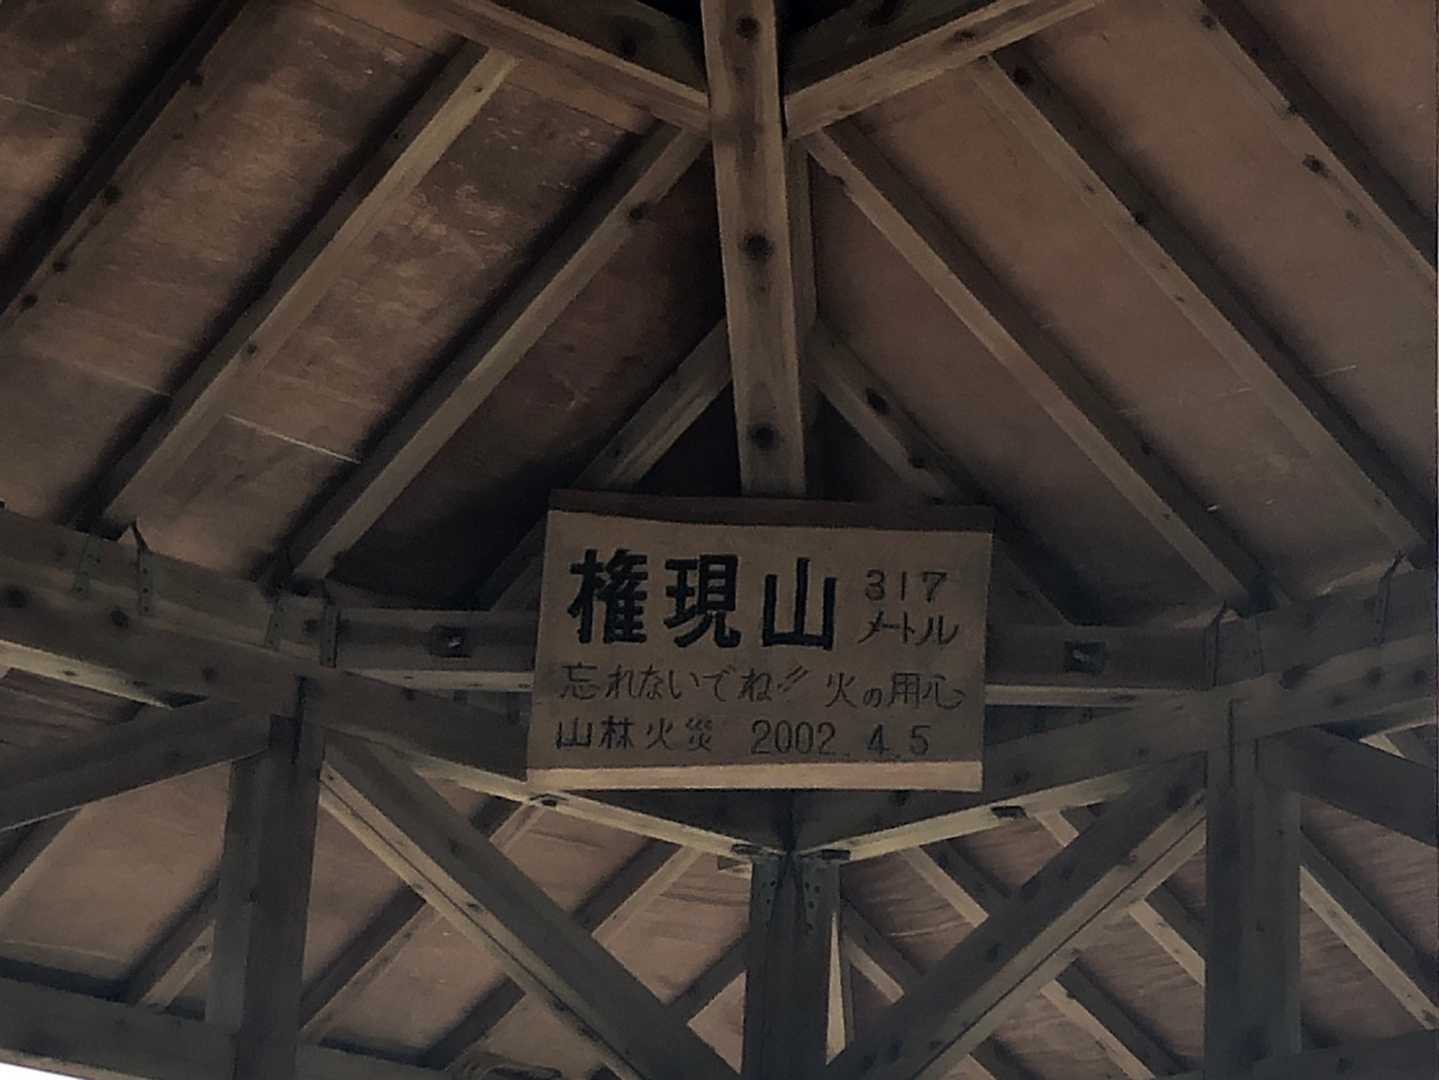 権現山 317
メートル
忘れないでね!! 火の用心
山林火災 2002.4.5